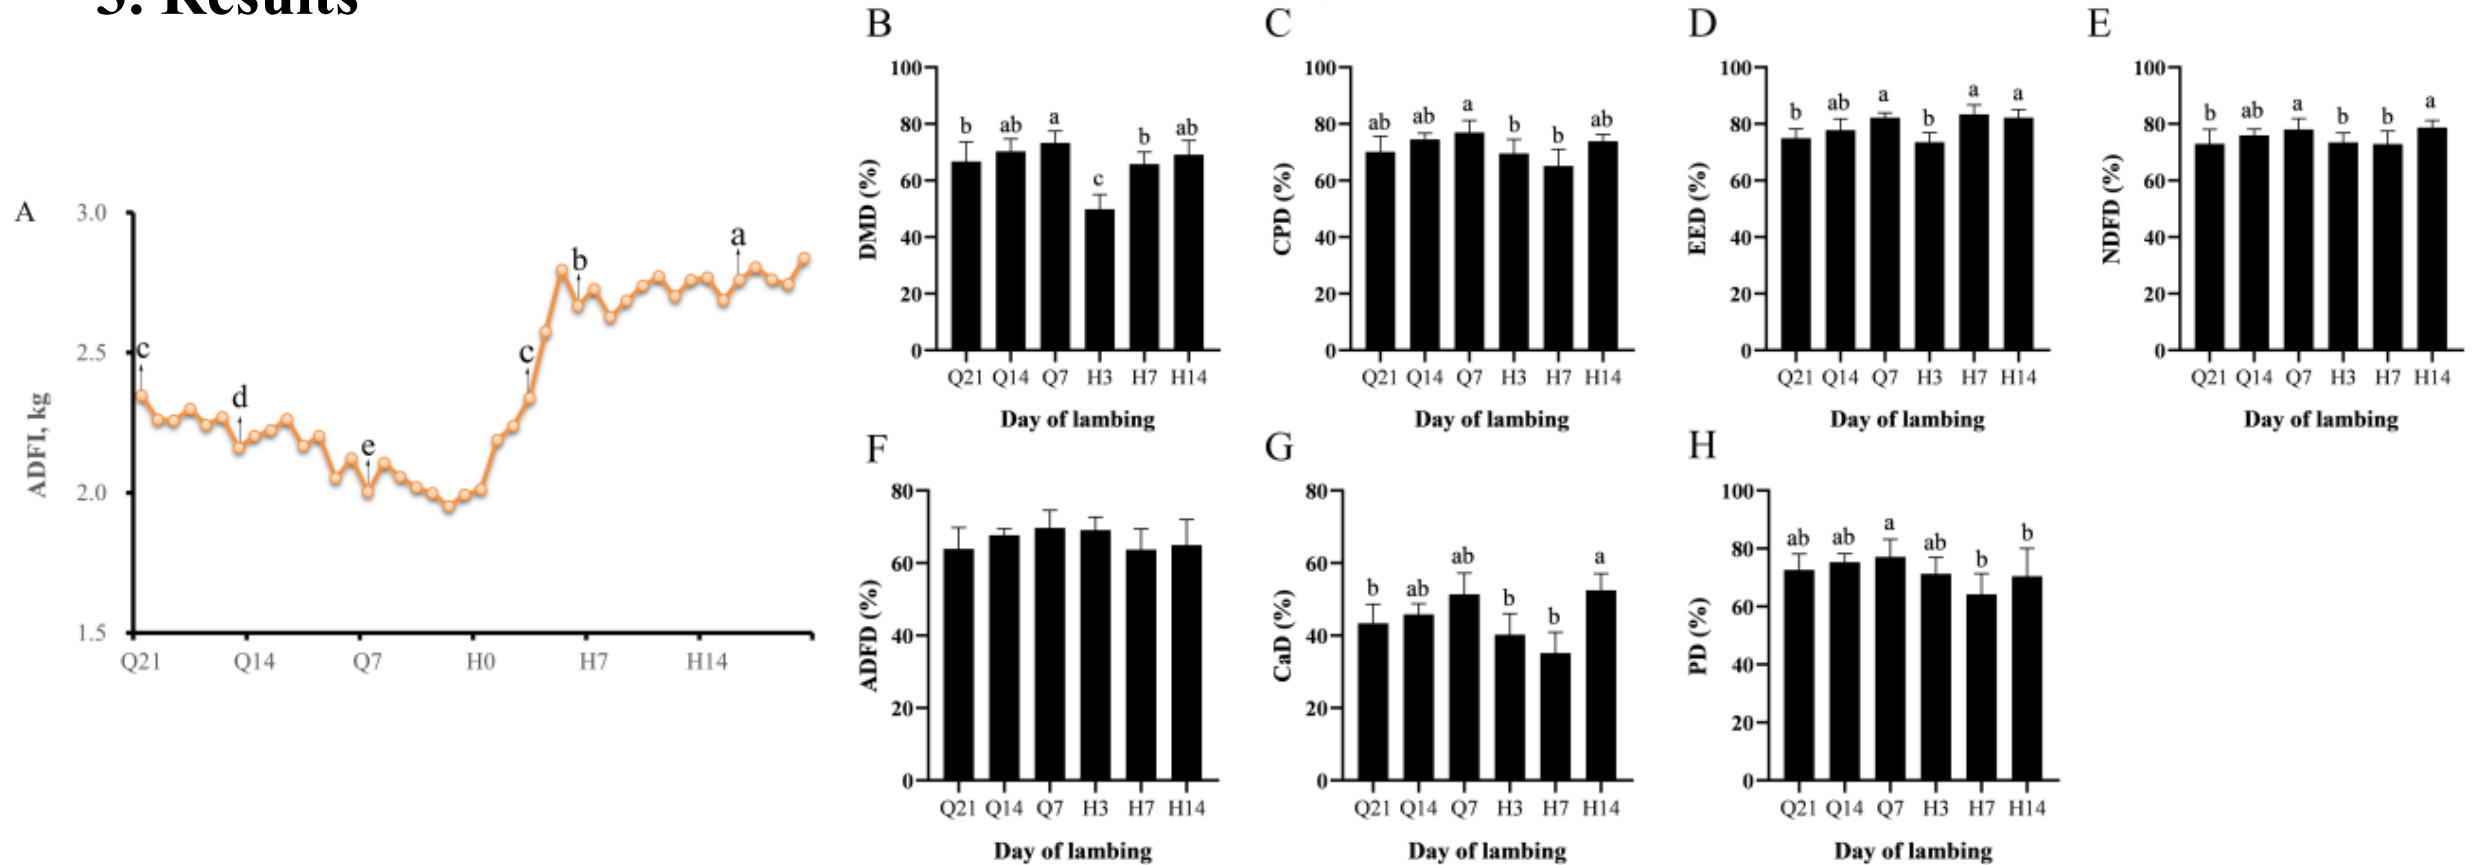 3. Results
A
3.0
2.5
2.0
1.5
ADFI, kg
c
d
e
c
b
a
Q21 Q14 Q7 H0 H7 H14
B
100
80
60
40
20
0
DMD (%)
b ab a c b ab
Q21 Q14 Q7 H3 H7 H14
Day of lambing
C
100
80
60
40
20
0
CPD (%)
ab ab a b b ab
Q21 Q14 Q7 H3 H7 H14
Day of lambing
D
100
80
60
40
20
0
EED (%)
b ab a b a a
Q21 Q14 Q7 H3 H7 H14
Day of lambing
E
100
80
60
40
20
0
NDFD (%)
b ab a b b a
Q21 Q14 Q7 H3 H7 H14
Day of lambing
F
80
60
40
20
0
ADFD (%)
Q21 Q14 Q7 H3 H7 H14
Day of lambing
G
80
60
40
20
0
CaD (%)
b ab ab b b a
Q21 Q14 Q7 H3 H7 H14
Day of lambing
H
100
80
60
40
20
0
PD (%)
ab ab a ab b b
Q21 Q14 Q7 H3 H7 H14
Day of lambing